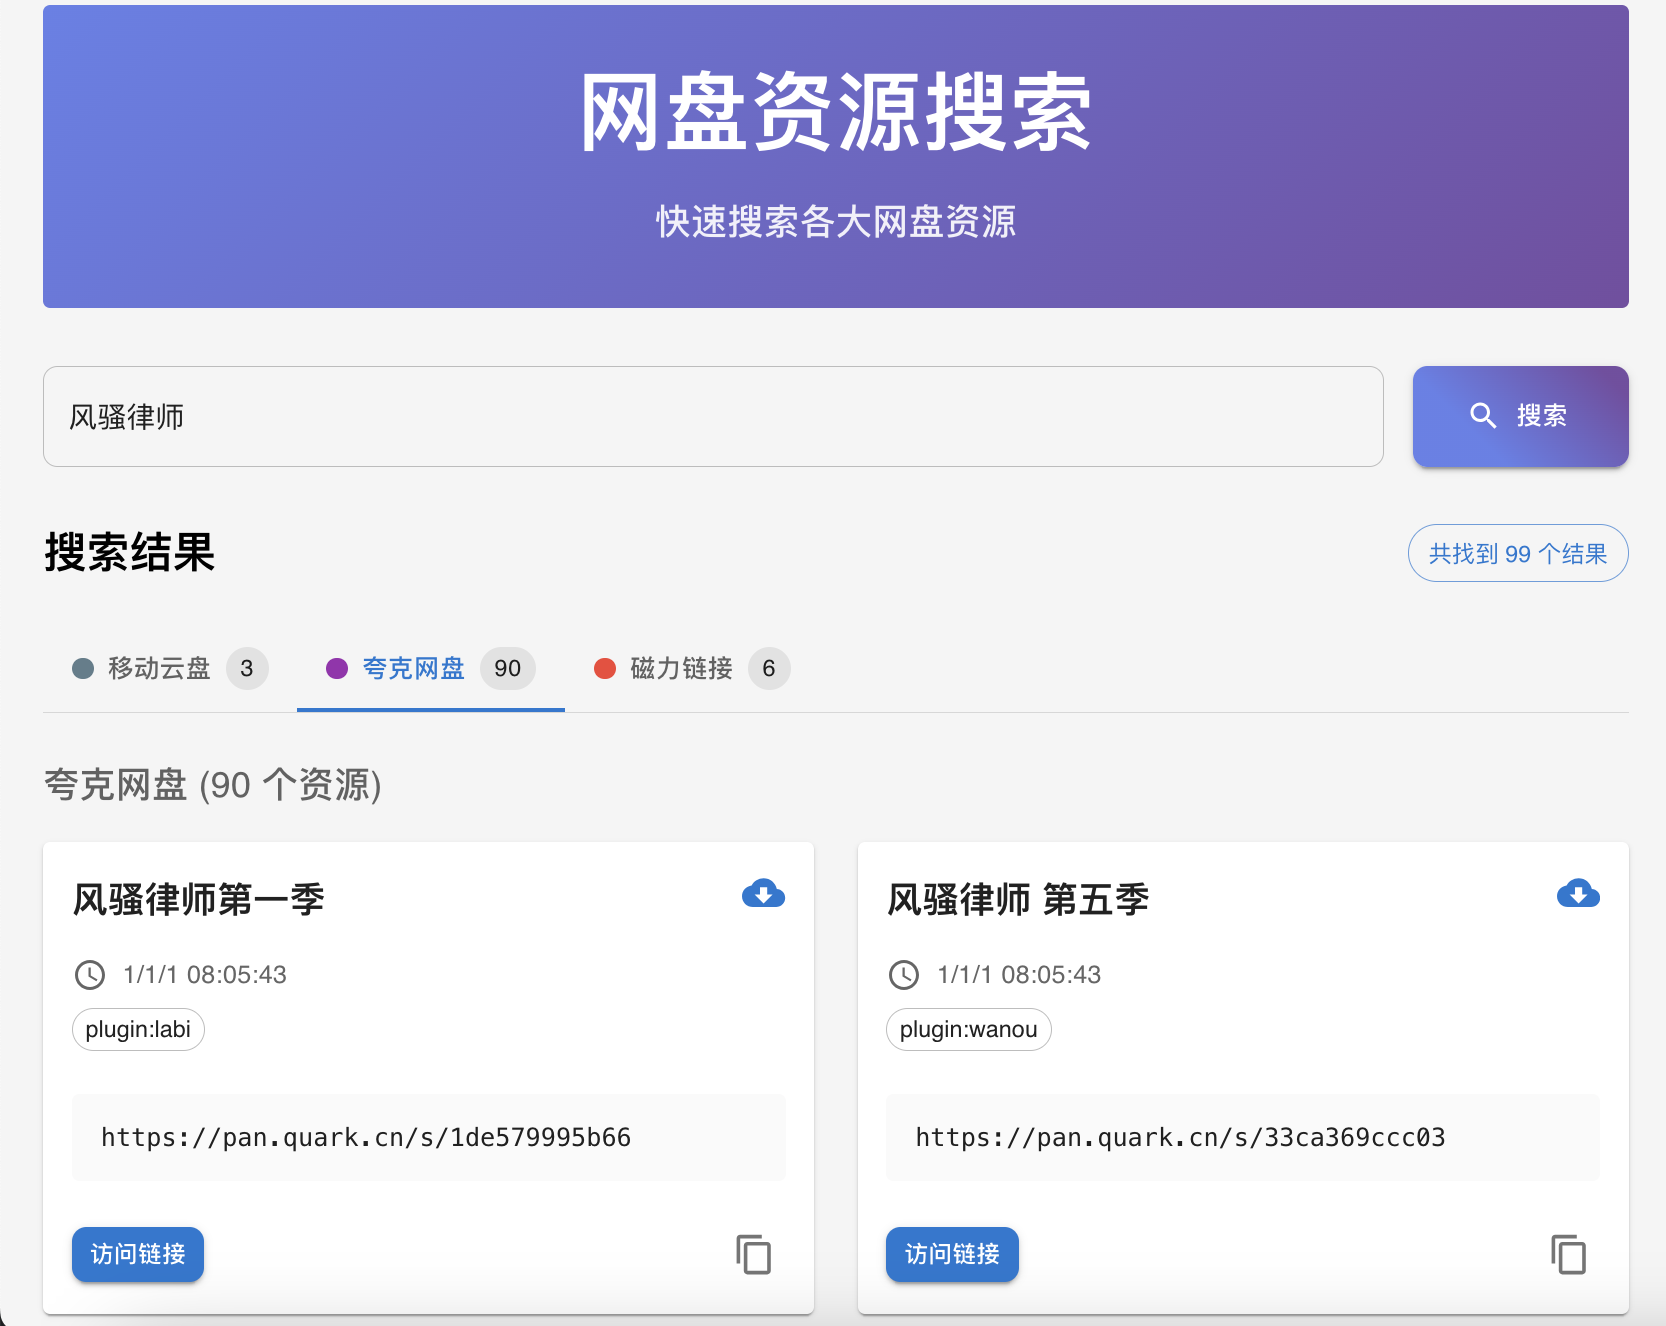 网盘资源搜索
快速搜索各大网盘资源
风骚律师
搜索
搜索结果
共找到 99 个结果
移动云盘 3
夸克网盘 90
磁力链接 6
夸克网盘 (90 个资源)
风骚律师第一季
1/1/1 08:05:43
plugin:labi
https://pan.quark.cn/s/1de579995b66
访问链接
风骚律师 第五季
1/1/1 08:05:43
plugin:wanou
https://pan.quark.cn/s/33ca369ccc03
访问链接